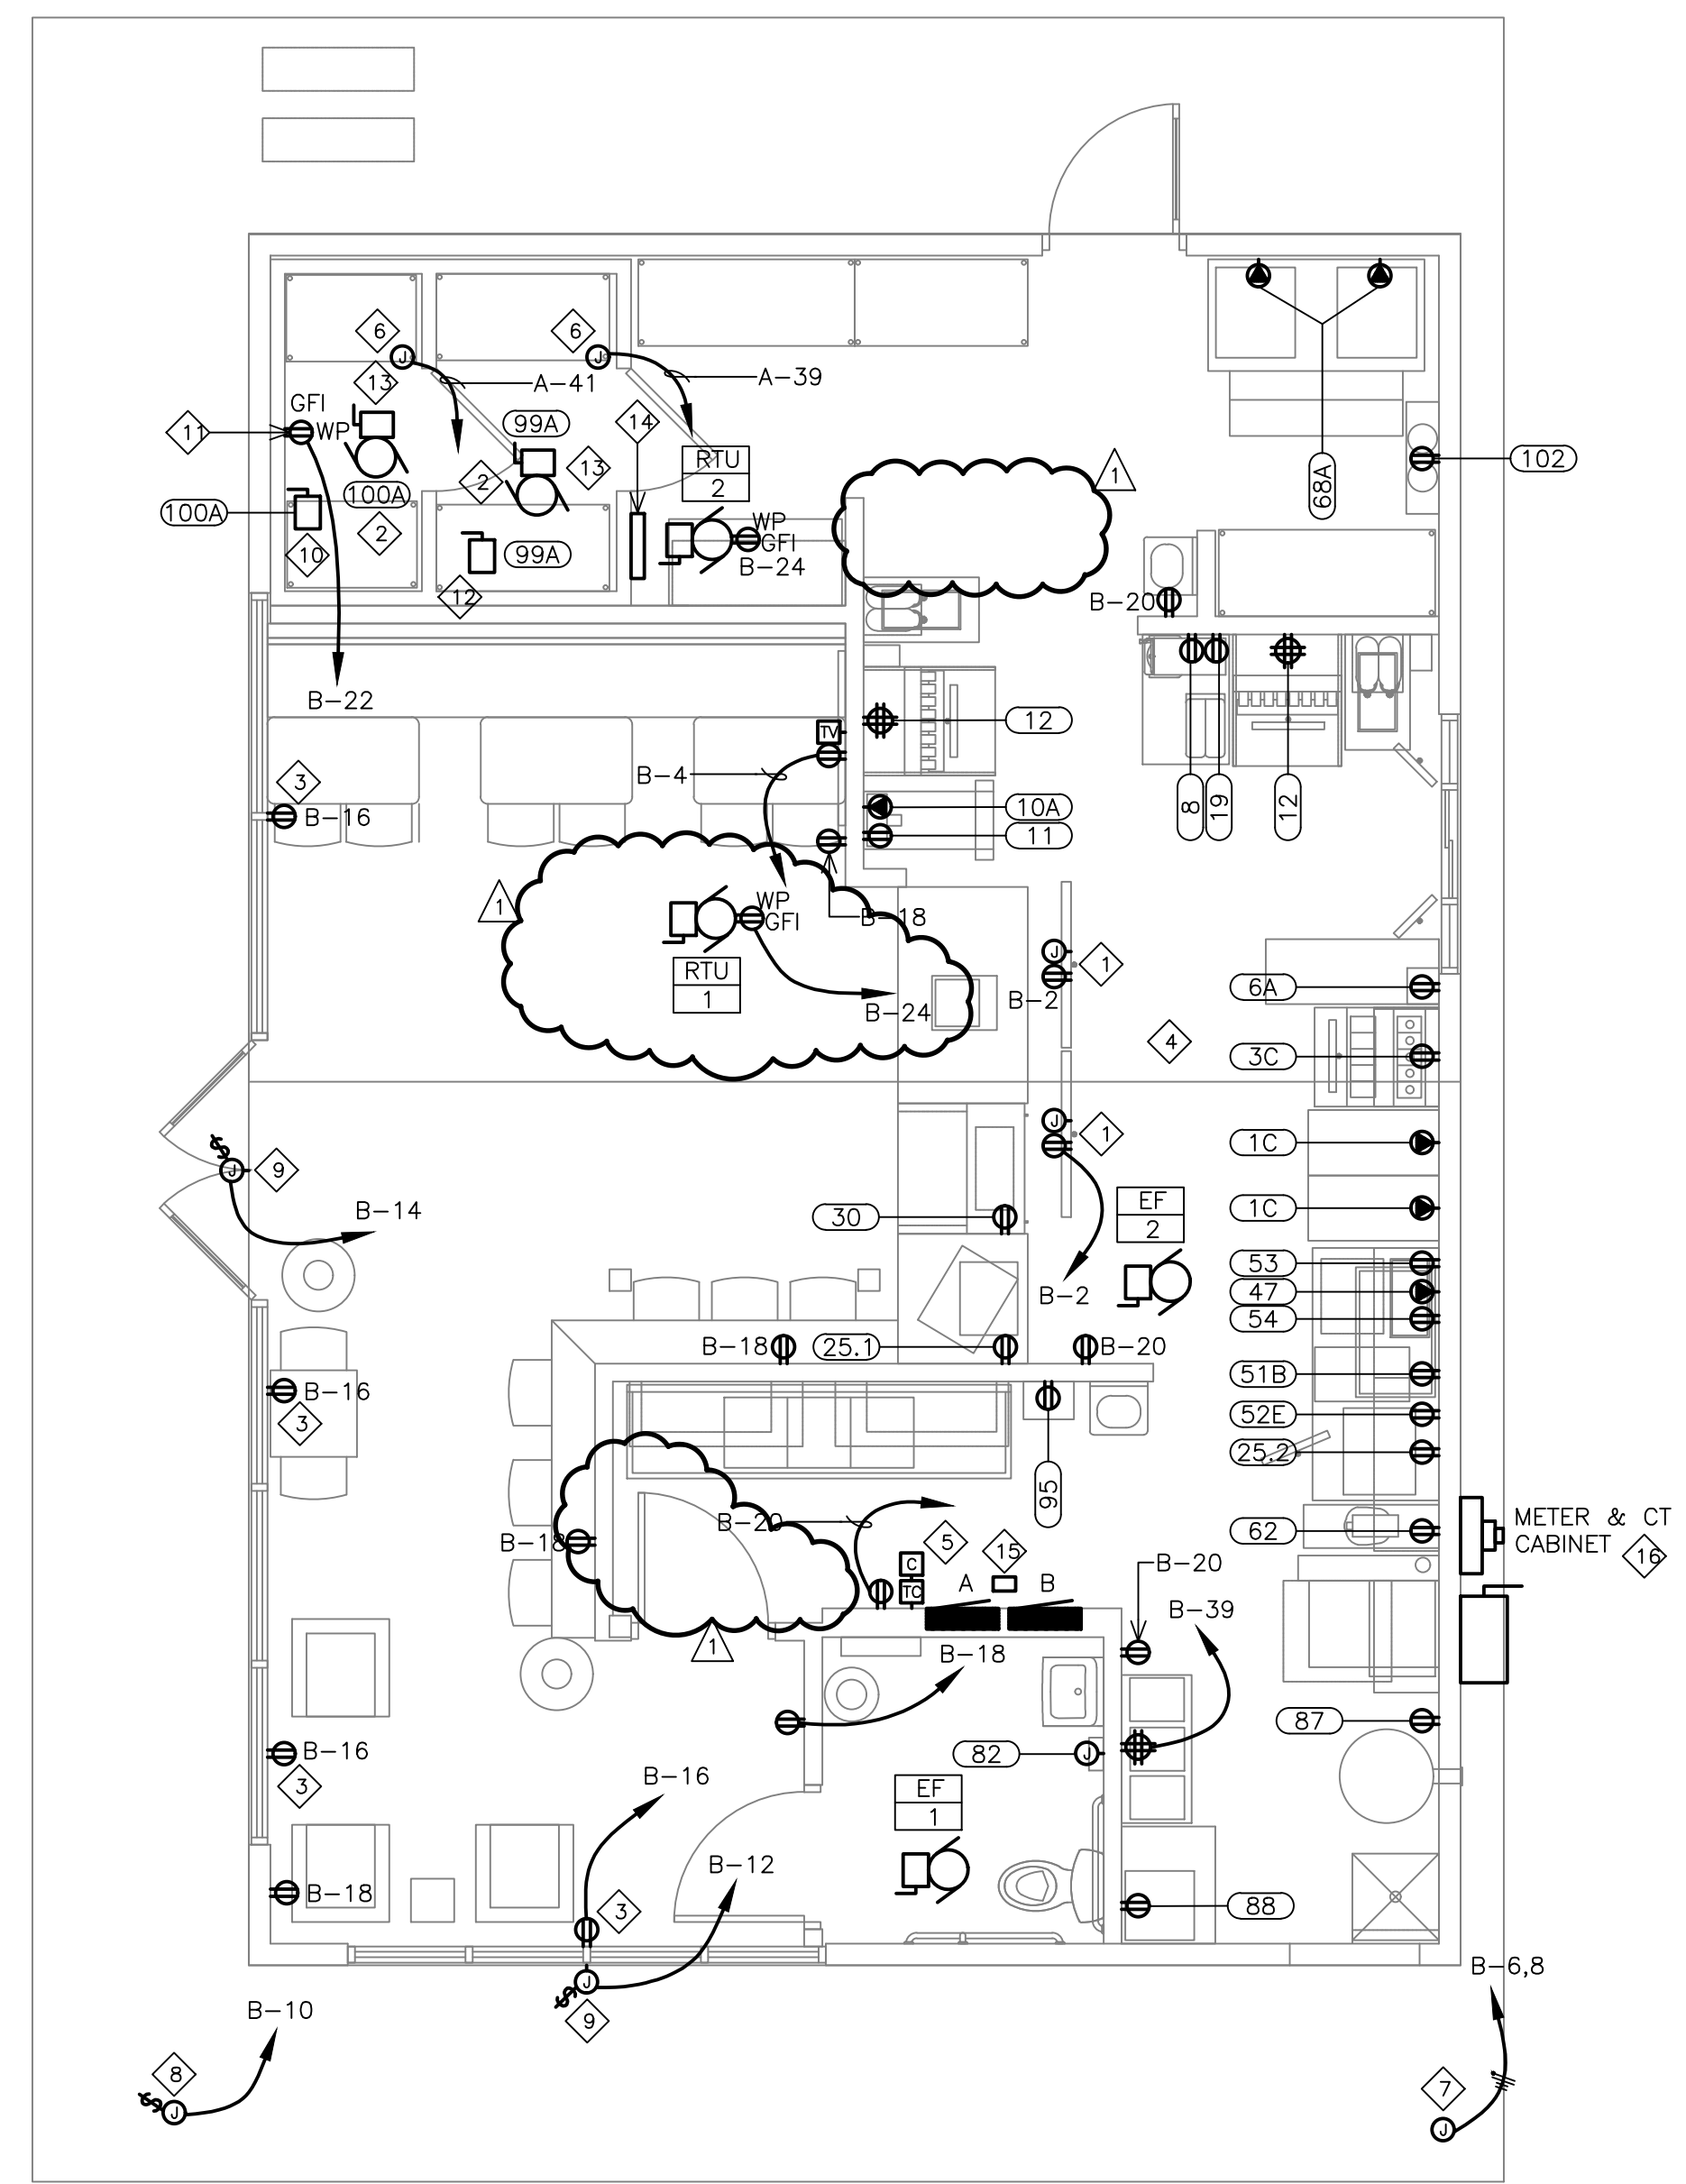 6
6
13
A-41
A-39
GFI
WP
11
99A
14
13
RTU
2
1
102
100A
2
68A
100A
2
10
99A
12
WP
GFI
B-24
B-20
B-22
TV
12
B-4
3
B-16
10A
11
8
19
12
1
WP
GFI
B-18
RTU
1
B-24
J
1
B-2
6A
4
3C
J
1
1C
$
J
9
B-14
30
EF
2
1C
B-2
53
47
54
B-18
25.1
B-20
51B
B-16
3
52E
25.2
95
B-20
B-18
5
15
C
TC
A
B
62
METER & CT
CABINET
16
B-20
B-39
1
B-18
87
82
J
B-16
3
B-16
EF
1
B-12
B-18
3
88
$
J
9
B-6,8
B-10
8
$
J
7
J
J
J